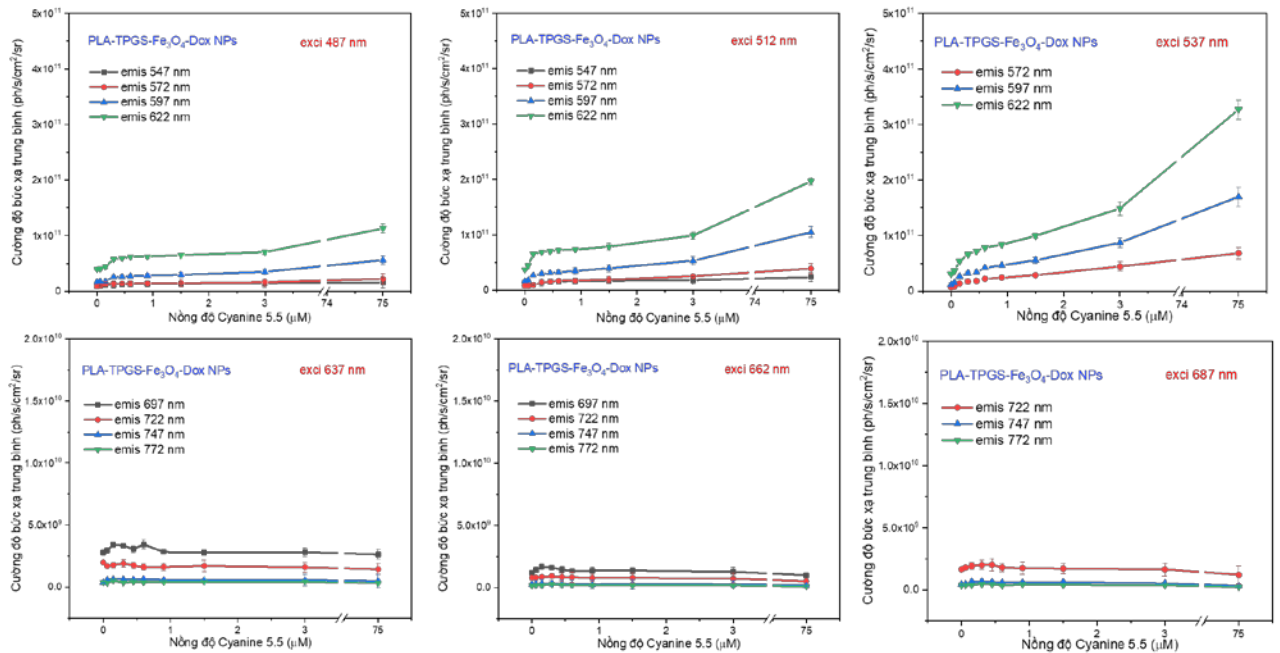 5x10¹¹
4x10¹¹
3x10¹¹
2x10¹¹
1x10¹¹
0
Cường độ bức xạ trung bình (ph/s/cm²/sr)
PLA-TPGS-Fe₃O₄-Dox NPs
exci 487 nm
emis 547 nm
emis 572 nm
emis 597 nm
emis 622 nm
0 1 2 3 74 75
Nồng độ Cyanine 5.5 (μM)
5x10¹¹
4x10¹¹
3x10¹¹
2x10¹¹
1x10¹¹
0
Cường độ bức xạ trung bình (ph/s/cm²/sr)
PLA-TPGS-Fe₃O₄-Dox NPs
exci 512 nm
emis 547 nm
emis 572 nm
emis 597 nm
emis 622 nm
0 1 2 3 74 75
Nồng độ Cyanine 5.5 (μM)
5x10¹¹
4x10¹¹
3x10¹¹
2x10¹¹
1x10¹¹
0
Cường độ bức xạ trung bình (ph/s/cm²/sr)
PLA-TPGS-Fe₃O₄-Dox NPs
exci 537 nm
emis 572 nm
emis 597 nm
emis 622 nm
0 1 2 3 74 75
Nồng độ Cyanine 5.5 (μM)
2.0x10¹⁰
1.5x10¹⁰
1.0x10¹⁰
5.0x10⁹
0.0
Cường độ bức xạ trung bình (ph/s/cm²/sr)
PLA-TPGS-Fe₃O₄-Dox NPs
exci 637 nm
emis 697 nm
emis 722 nm
emis 747 nm
emis 772 nm
0 1 2 3 75
Nồng độ Cyanine 5.5 (μM)
2.0x10¹⁰
1.5x10¹⁰
1.0x10¹⁰
5.0x10⁹
0.0
Cường độ bức xạ trung bình (ph/s/cm²/sr)
PLA-TPGS-Fe₃O₄-Dox NPs
exci 662 nm
emis 697 nm
emis 722 nm
emis 747 nm
emis 772 nm
0 1 2 3 75
Nồng độ Cyanine 5.5 (μM)
2.0x10¹⁰
1.5x10¹⁰
1.0x10¹⁰
5.0x10⁹
0.0
Cường độ bức xạ trung bình (ph/s/cm²/sr)
PLA-TPGS-Fe₃O₄-Dox NPs
exci 687 nm
emis 722 nm
emis 747 nm
emis 772 nm
0 1 2 3 75
Nồng độ Cyanine 5.5 (μM)